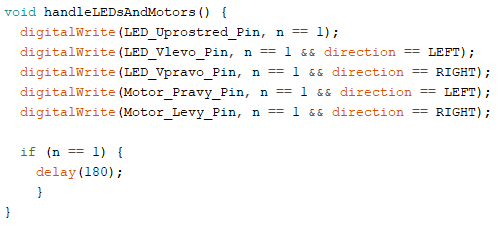 void handleLEDsAndMotors() {
  digitalWrite(LED_Uprostred_Pin, n == 1);
  digitalWrite(LED_Vlevo_Pin, n == 1 && direction == LEFT);
  digitalWrite(LED_Vpravo_Pin, n == 1 && direction == RIGHT);
  digitalWrite(Motor_Pravy_Pin, n == 1 && direction == LEFT);
  digitalWrite(Motor_Levy_Pin, n == 1 && direction == RIGHT);

  if (n == 1) {
    delay(180);
    }
}